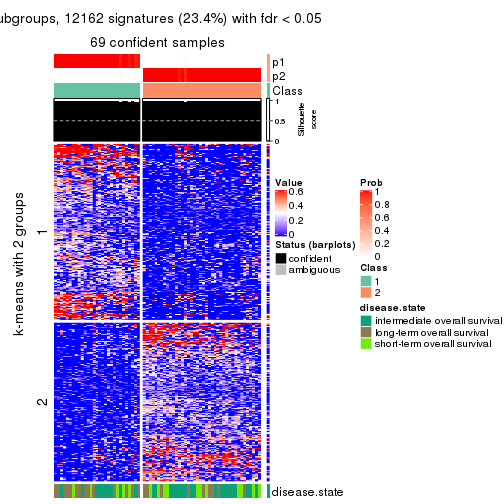 ubgroups, 12162 signatures (23.4%) with fdr < 0.05
69 confident samples
p1
p2
Class
1
0.5
0
Silhouette
score
k-means with 2 groups
1
2
Value
0.6
0.4
0.2
0
Status (barplots)
confident
ambiguous
Prob
1
0.8
0.6
0.4
0.2
0
Class
1
2
disease.state
intermediate overall survival
long-term overall survival
short-term overall survival
disease.state